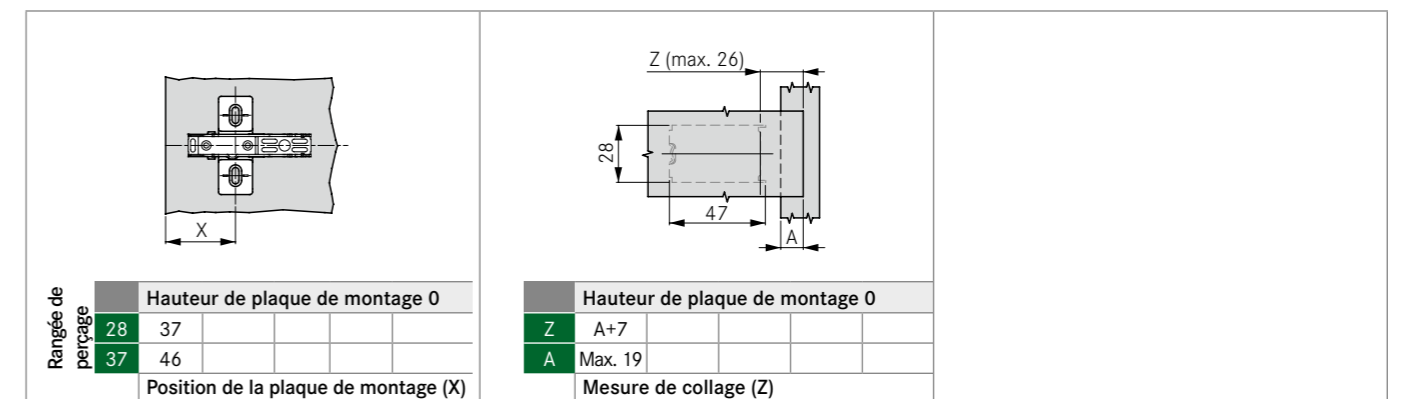 X
Rangée de
perçage
Hauteur de plaque de montage 0
28 37
37 46
Position de la plaque de montage (X)
Z (max. 26)
28
47
A
Hauteur de plaque de montage 0
Z A+7
A Max. 19
Mesure de collage (Z)